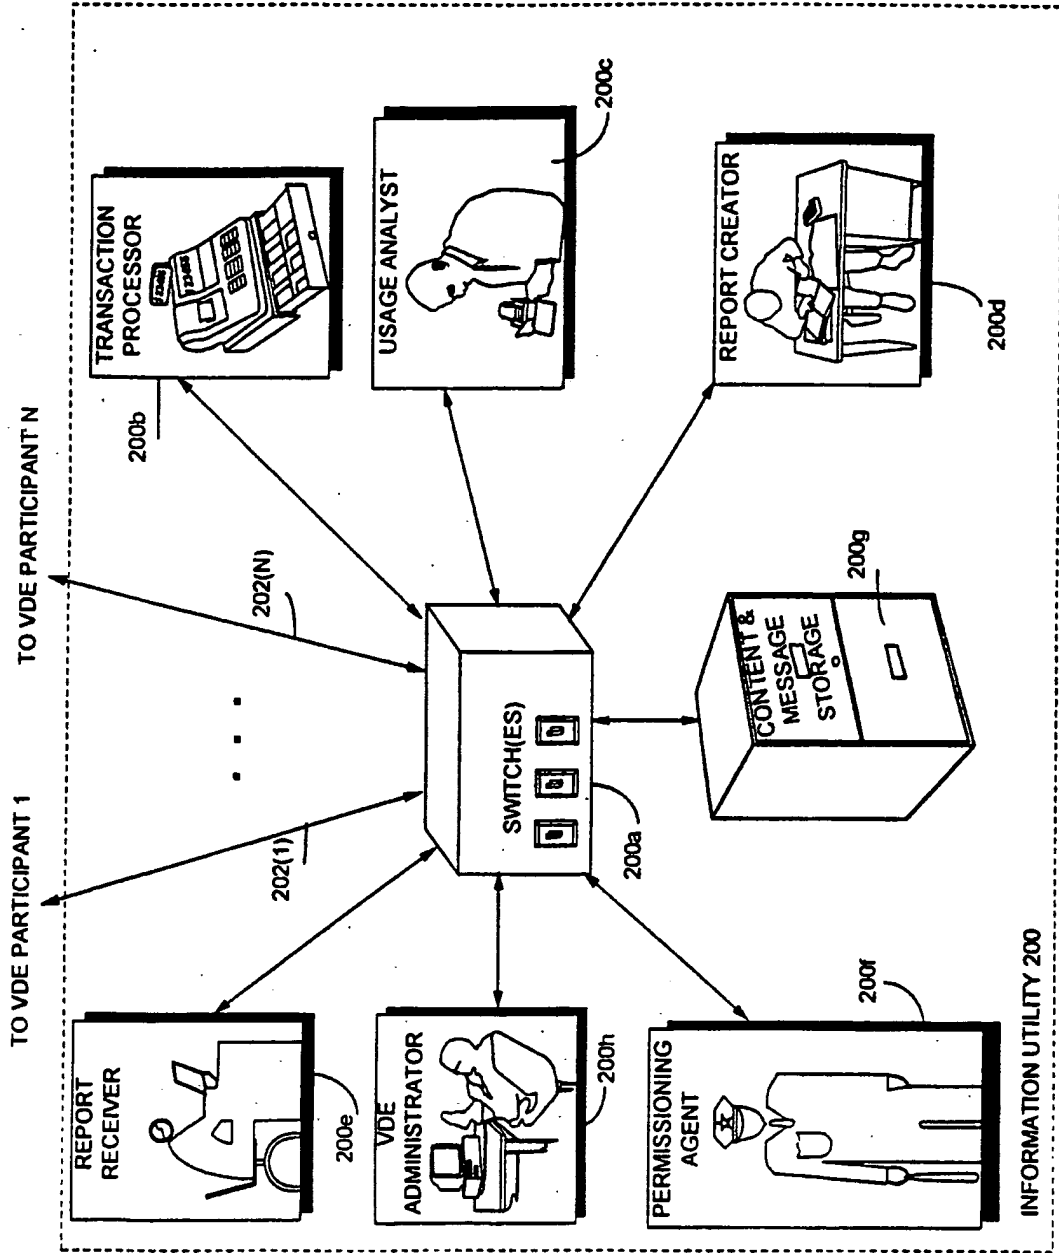 TO VDE PARTICIPANT 1
TO VDE PARTICIPANT N
REPORT
RECEIVER
200e
202(1)
202(N)
TRANSACTION
PROCESSOR
200b
VDE
ADMINISTRATOR
200h
SWITCH(ES)
200a
USAGE ANALYST
200c
PERMISSIONING
AGENT
200f
CONTENT &
MESSAGE
STORAGE
200g
REPORT CREATOR
200d
INFORMATION UTILITY 200